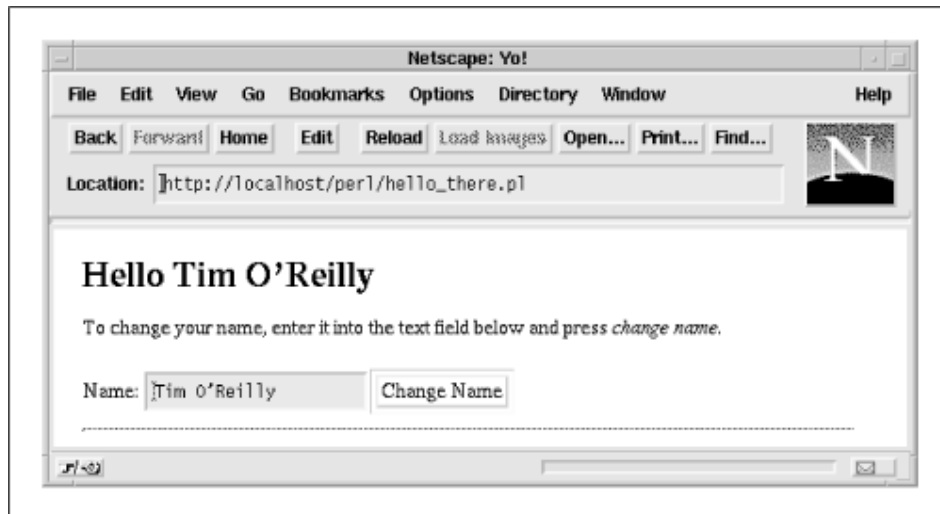 Netscape: Yo!
File Edit View Go Bookmarks Options Directory Window Help
Back Forward Home Edit Reload Load Images Open... Print... Find...
Location: http://localhost/perl/hello_there.pl
N
Hello Tim O'Reilly
To change your name, enter it into the text field below and press change name.
Name: Tim O'Reilly Change Name